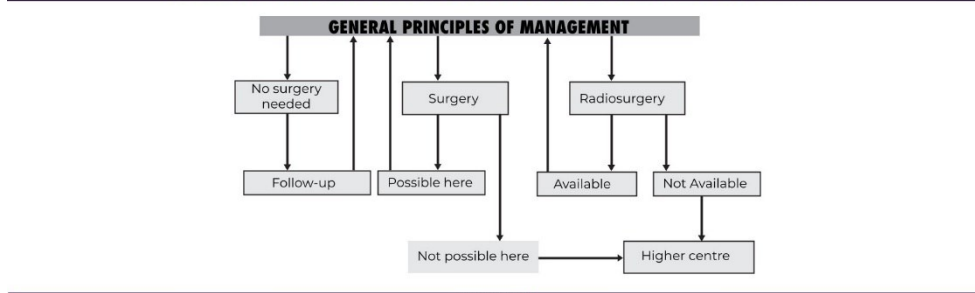 GENERAL PRINCIPLES OF MANAGEMENT
No surgery
needed
Surgery
Radiosurgery
Follow-up
Possible here
Available
Not Available
Not possible here
Higher centre